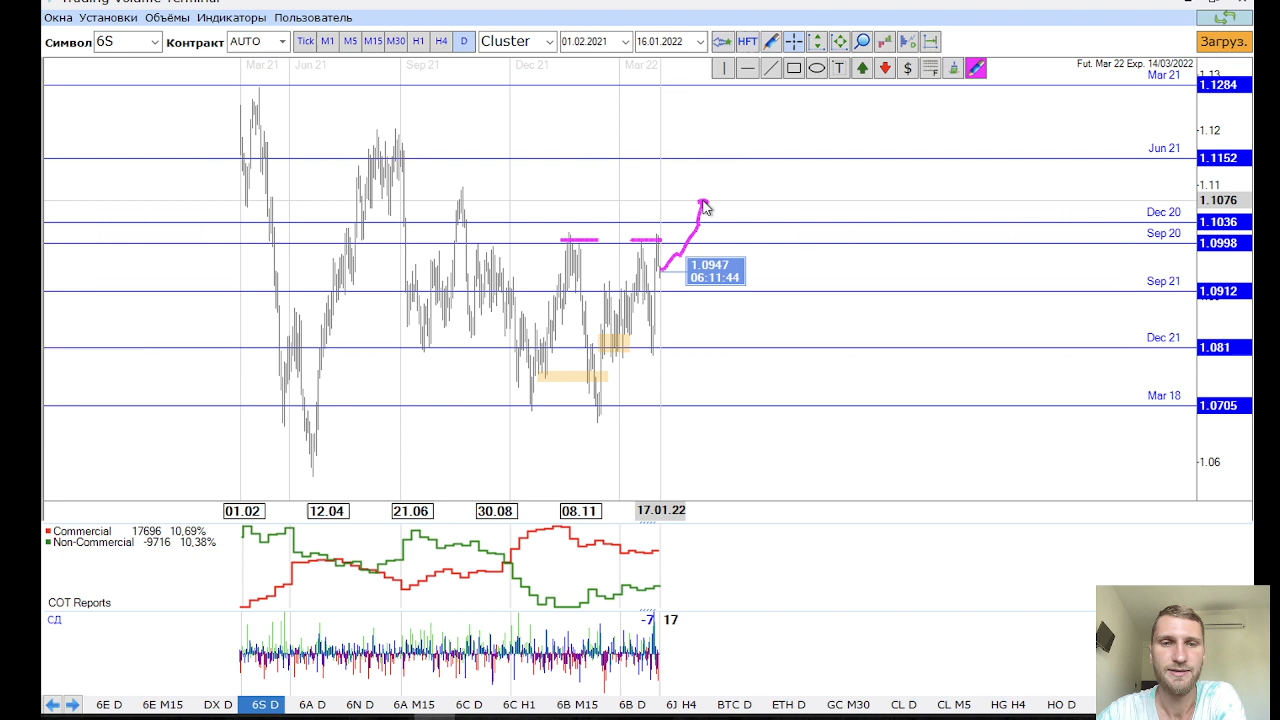 Trading Volume Terminal
Окна Установки Объёмы Индикаторы Пользователь
Символ 6S Контракт AUTO Tick M1 M5 M15 M30 H1 H4 D Cluster 01.02.2021 16.01.2022 HFT Загруз.
T $ F
Mar 21 Jun 21 Sep 21 Dec 21 Mar 22
Fut. Mar 22 Exp. 14/03/2022
1.13
Mar 21 1.1284
1.12
Jun 21 1.1152
1.11
1.1076
Dec 20 1.1036
Sep 20 1.0998
1.0947
06:11:44
Sep 21 1.0912
Dec 21 1.081
Mar 18 1.0705
1.06
01.02 12.04 21.06 30.08 08.11 17.01.22
Commercial 17696 10,69%
Non-Commercial -9716 10,38%
COT Reports
СД -7 17
6E D 6E M15 DX D 6S D 6A D 6N D 6A M15 6C D 6C H1 6B M15 6B D 6J H4 BTC D ETH D GC M30 CL D CL M5 HG H4 HO D